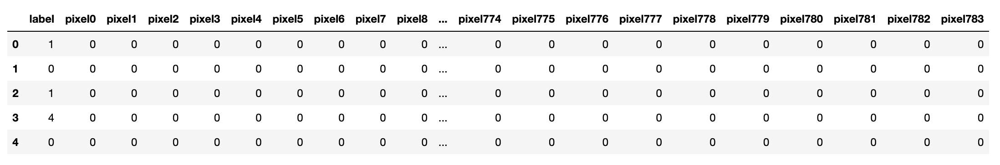 label pixel0 pixel1 pixel2 pixel3 pixel4 pixel5 pixel6 pixel7 pixel8 ... pixel774 pixel775 pixel776 pixel777 pixel778 pixel779 pixel780 pixel781 pixel782 pixel783
0 1 0 0 0 0 0 0 0 0 0 ... 0 0 0 0 0 0 0 0 0 0
1 0 0 0 0 0 0 0 0 0 0 ... 0 0 0 0 0 0 0 0 0 0
2 1 0 0 0 0 0 0 0 0 0 ... 0 0 0 0 0 0 0 0 0 0
3 4 0 0 0 0 0 0 0 0 0 ... 0 0 0 0 0 0 0 0 0 0
4 0 0 0 0 0 0 0 0 0 0 ... 0 0 0 0 0 0 0 0 0 0